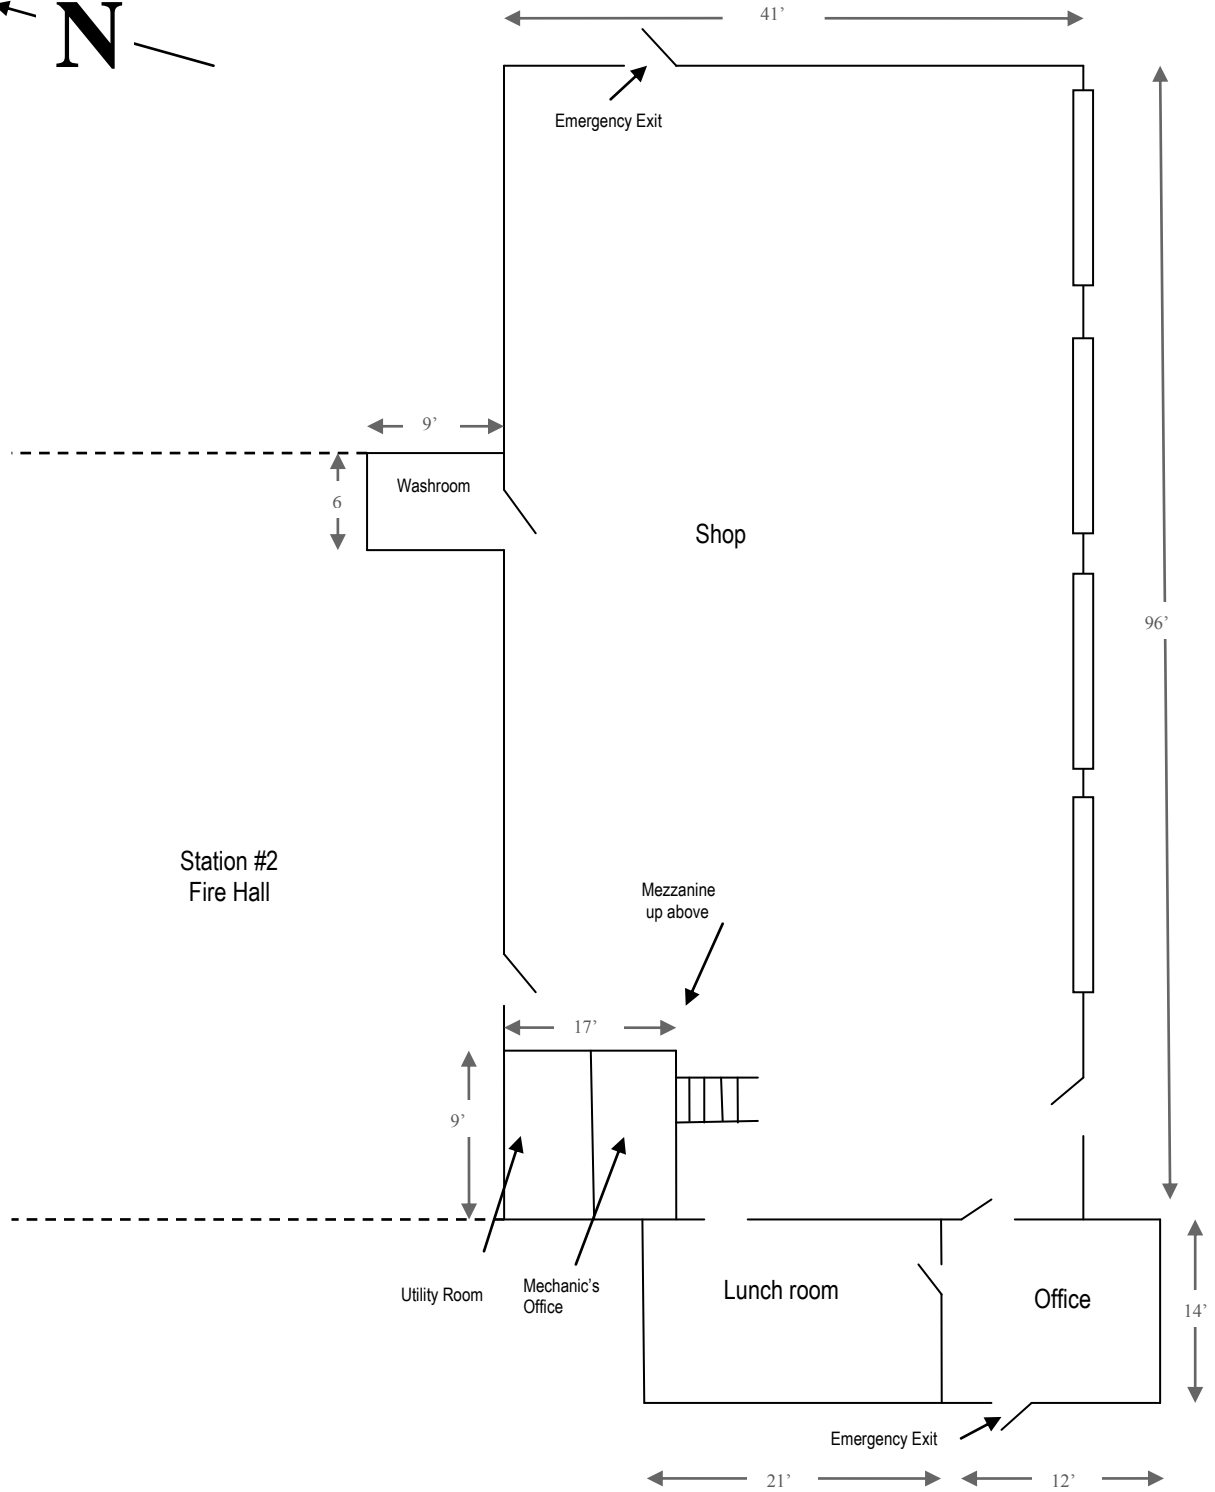 N
41’
Emergency Exit
9’
Washroom
6
Shop
96’
Station #2
Fire Hall
Mezzanine
up above
17’
9’
Utility Room
Mechanic’s
Office
Lunch room
Office
14’
Emergency Exit
21’
12’